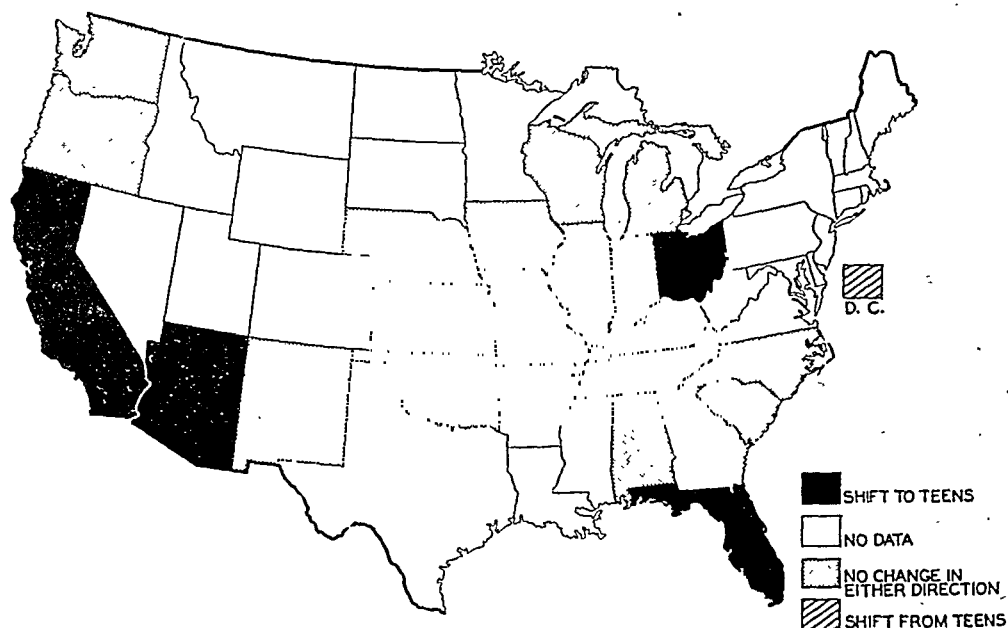 D. C.
SHIFT TO TEENS
NO DATA
NO CHANGE IN
EITHER DIRECTION
SHIFT FROM TEENS